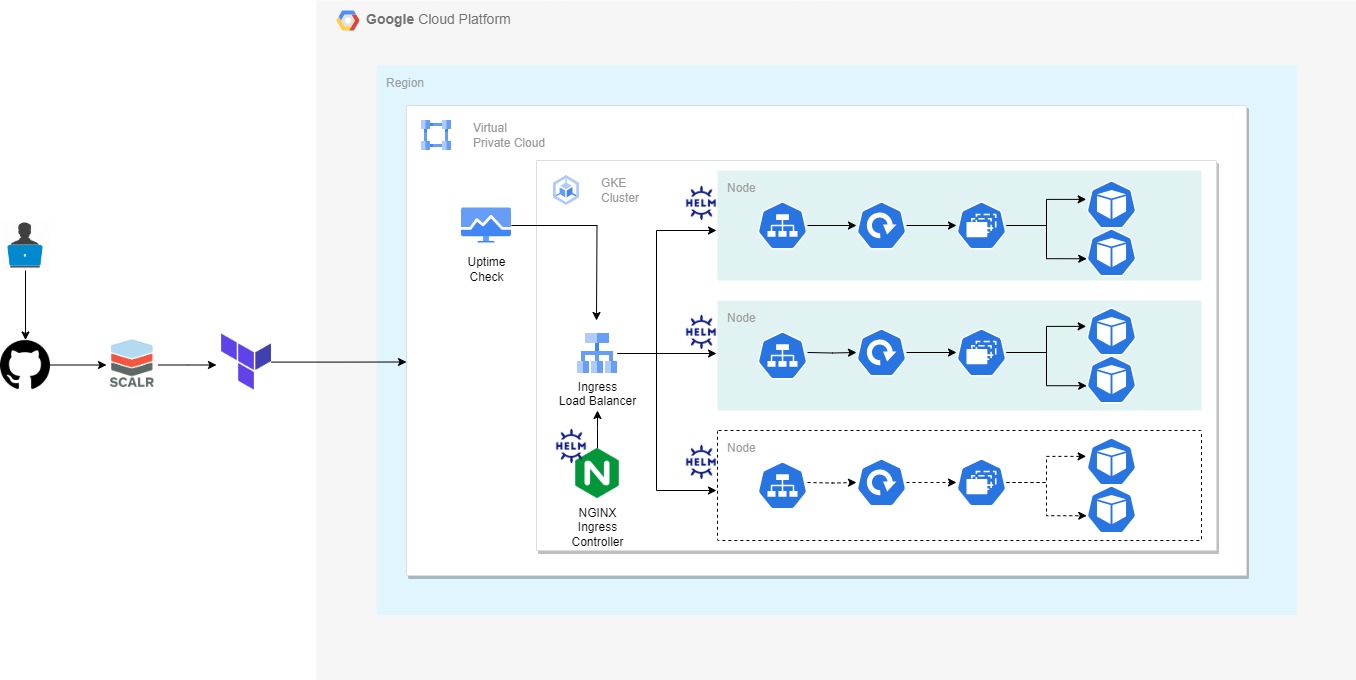 Google Cloud Platform
Region
Virtual
Private Cloud
GKE
Cluster
Uptime
Check
HELM
Node
HELM
Node
SCALR
Ingress
Load Balancer
HELM
N
NGINX
Ingress
Controller
HELM
Node